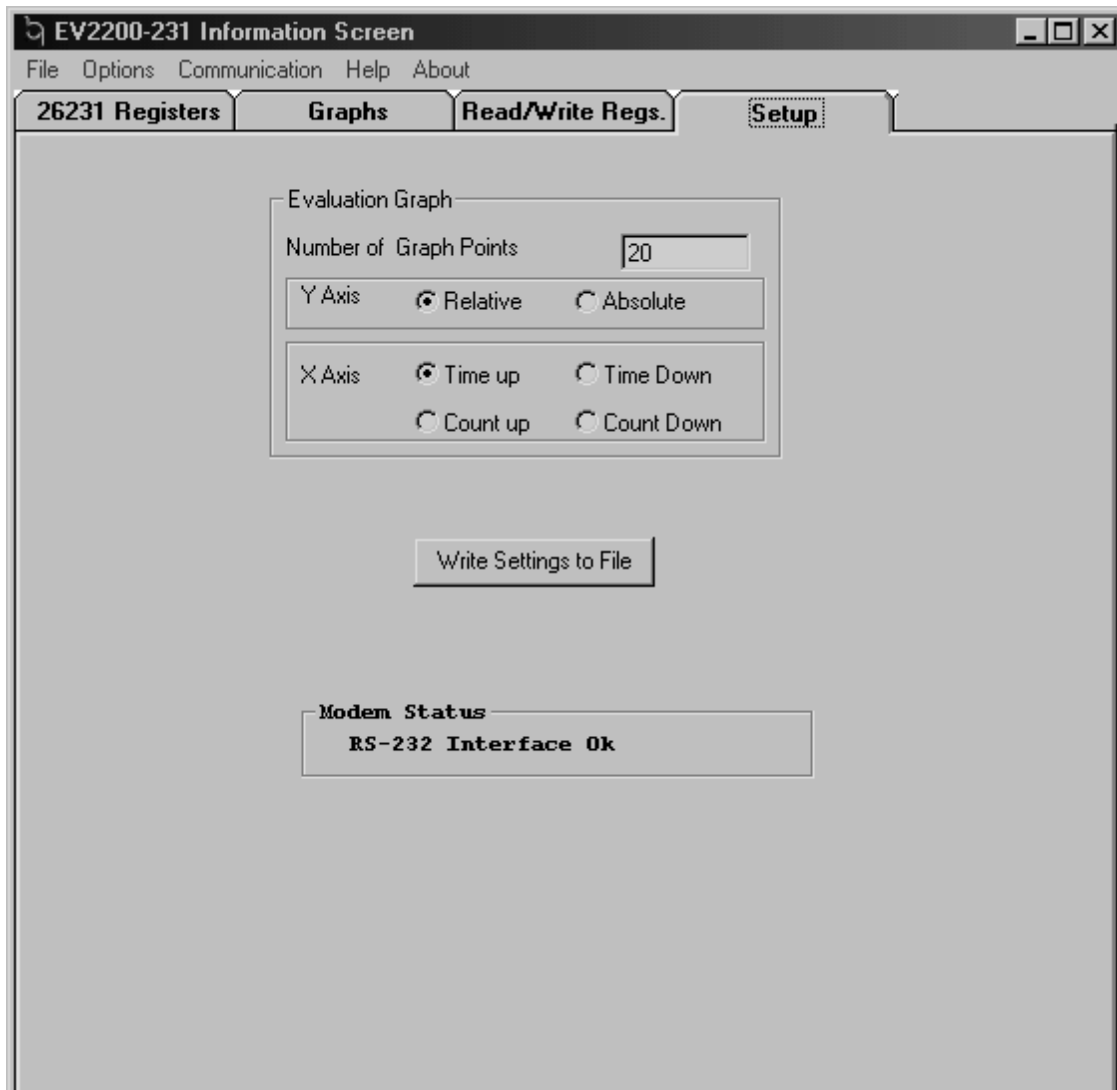 EV2200-231 Information Screen
File Options Communication Help About
26231 Registers Graphs Read/Write Regs. Setup
Evaluation Graph
Number of Graph Points 20
Y Axis Relative Absolute
X Axis Time up Time Down
Count up Count Down
Write Settings to File
Modem Status
RS-232 Interface Ok